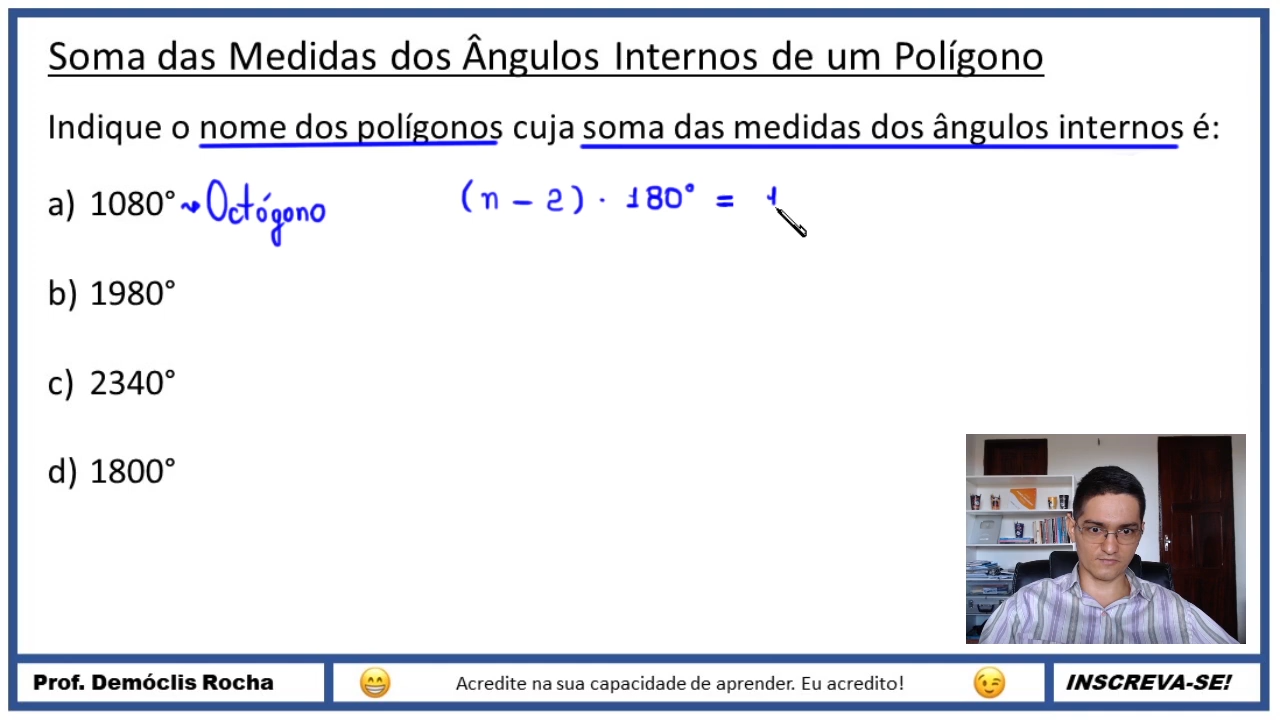 Soma das Medidas dos Ângulos Internos de um Polígono
Indique o nome dos polígonos cuja soma das medidas dos ângulos internos é:
a) 1080° ⤳ Octógono (n - 2) · 180° = 1
b) 1980°
c) 2340°
d) 1800°
Prof. Demóclis Rocha
Acredite na sua capacidade de aprender. Eu acredito!
INSCREVA-SE!